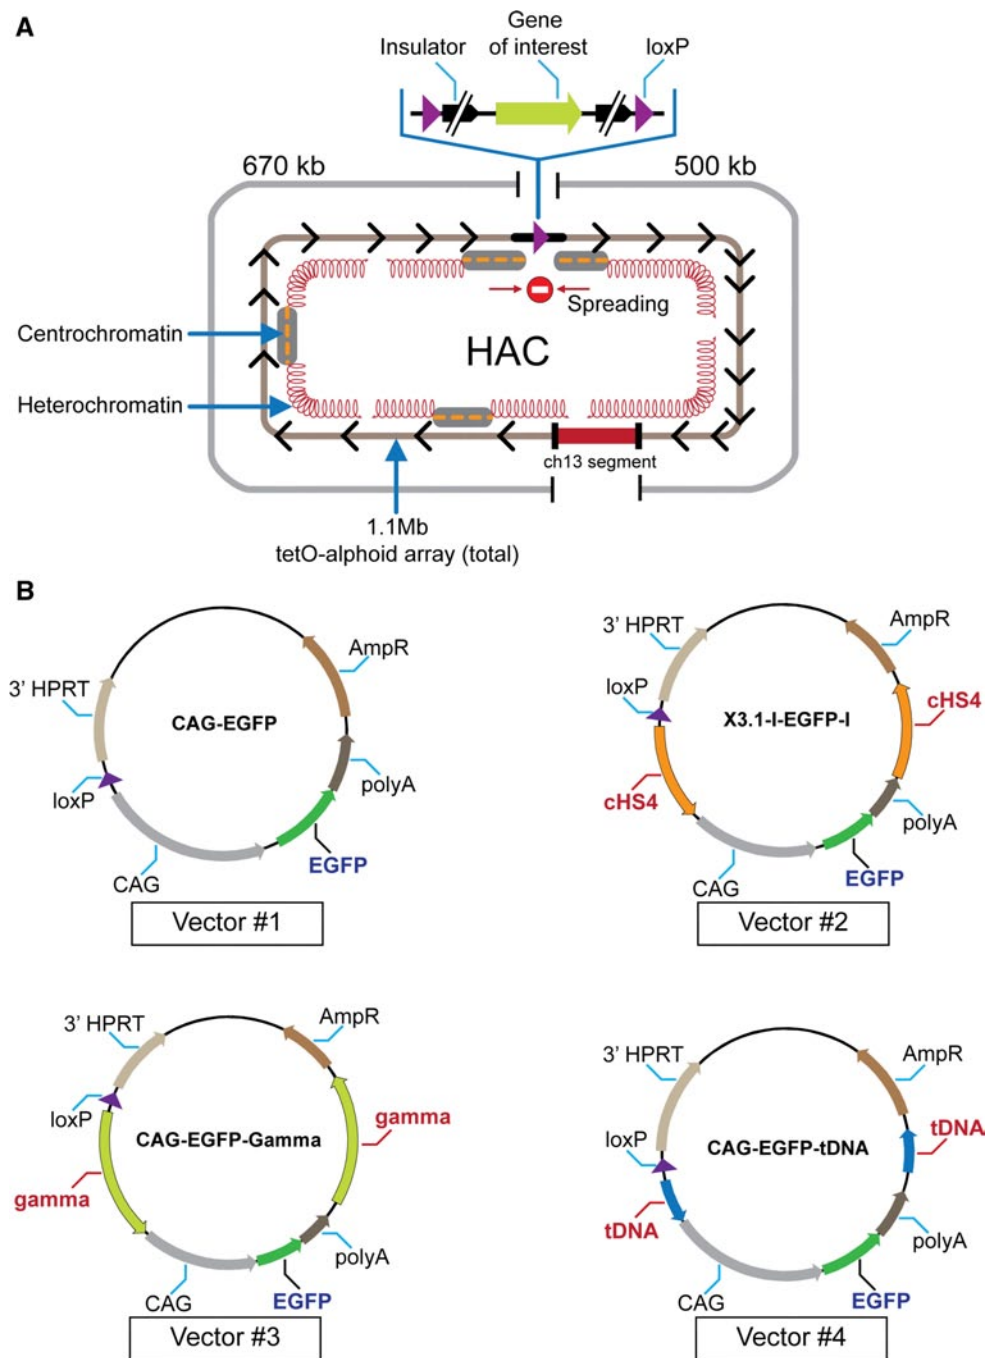 A
Insulator
Gene
of interest
loxP
670 kb
500 kb
Spreading
Centrochromatin
HAC
Heterochromatin
ch13 segment
1.1Mb
tetO-alphoid array (total)
B
3' HPRT
AmpR
CAG-EGFP
loxP
polyA
EGFP
CAG
Vector #1
3' HPRT
AmpR
loxP
X3.1-I-EGFP-I
cHS4
cHS4
polyA
CAG
EGFP
Vector #2
3' HPRT
AmpR
loxP
CAG-EGFP-Gamma
gamma
gamma
polyA
CAG
EGFP
Vector #3
3' HPRT
AmpR
loxP
CAG-EGFP-tDNA
tDNA
tDNA
polyA
CAG
EGFP
Vector #4